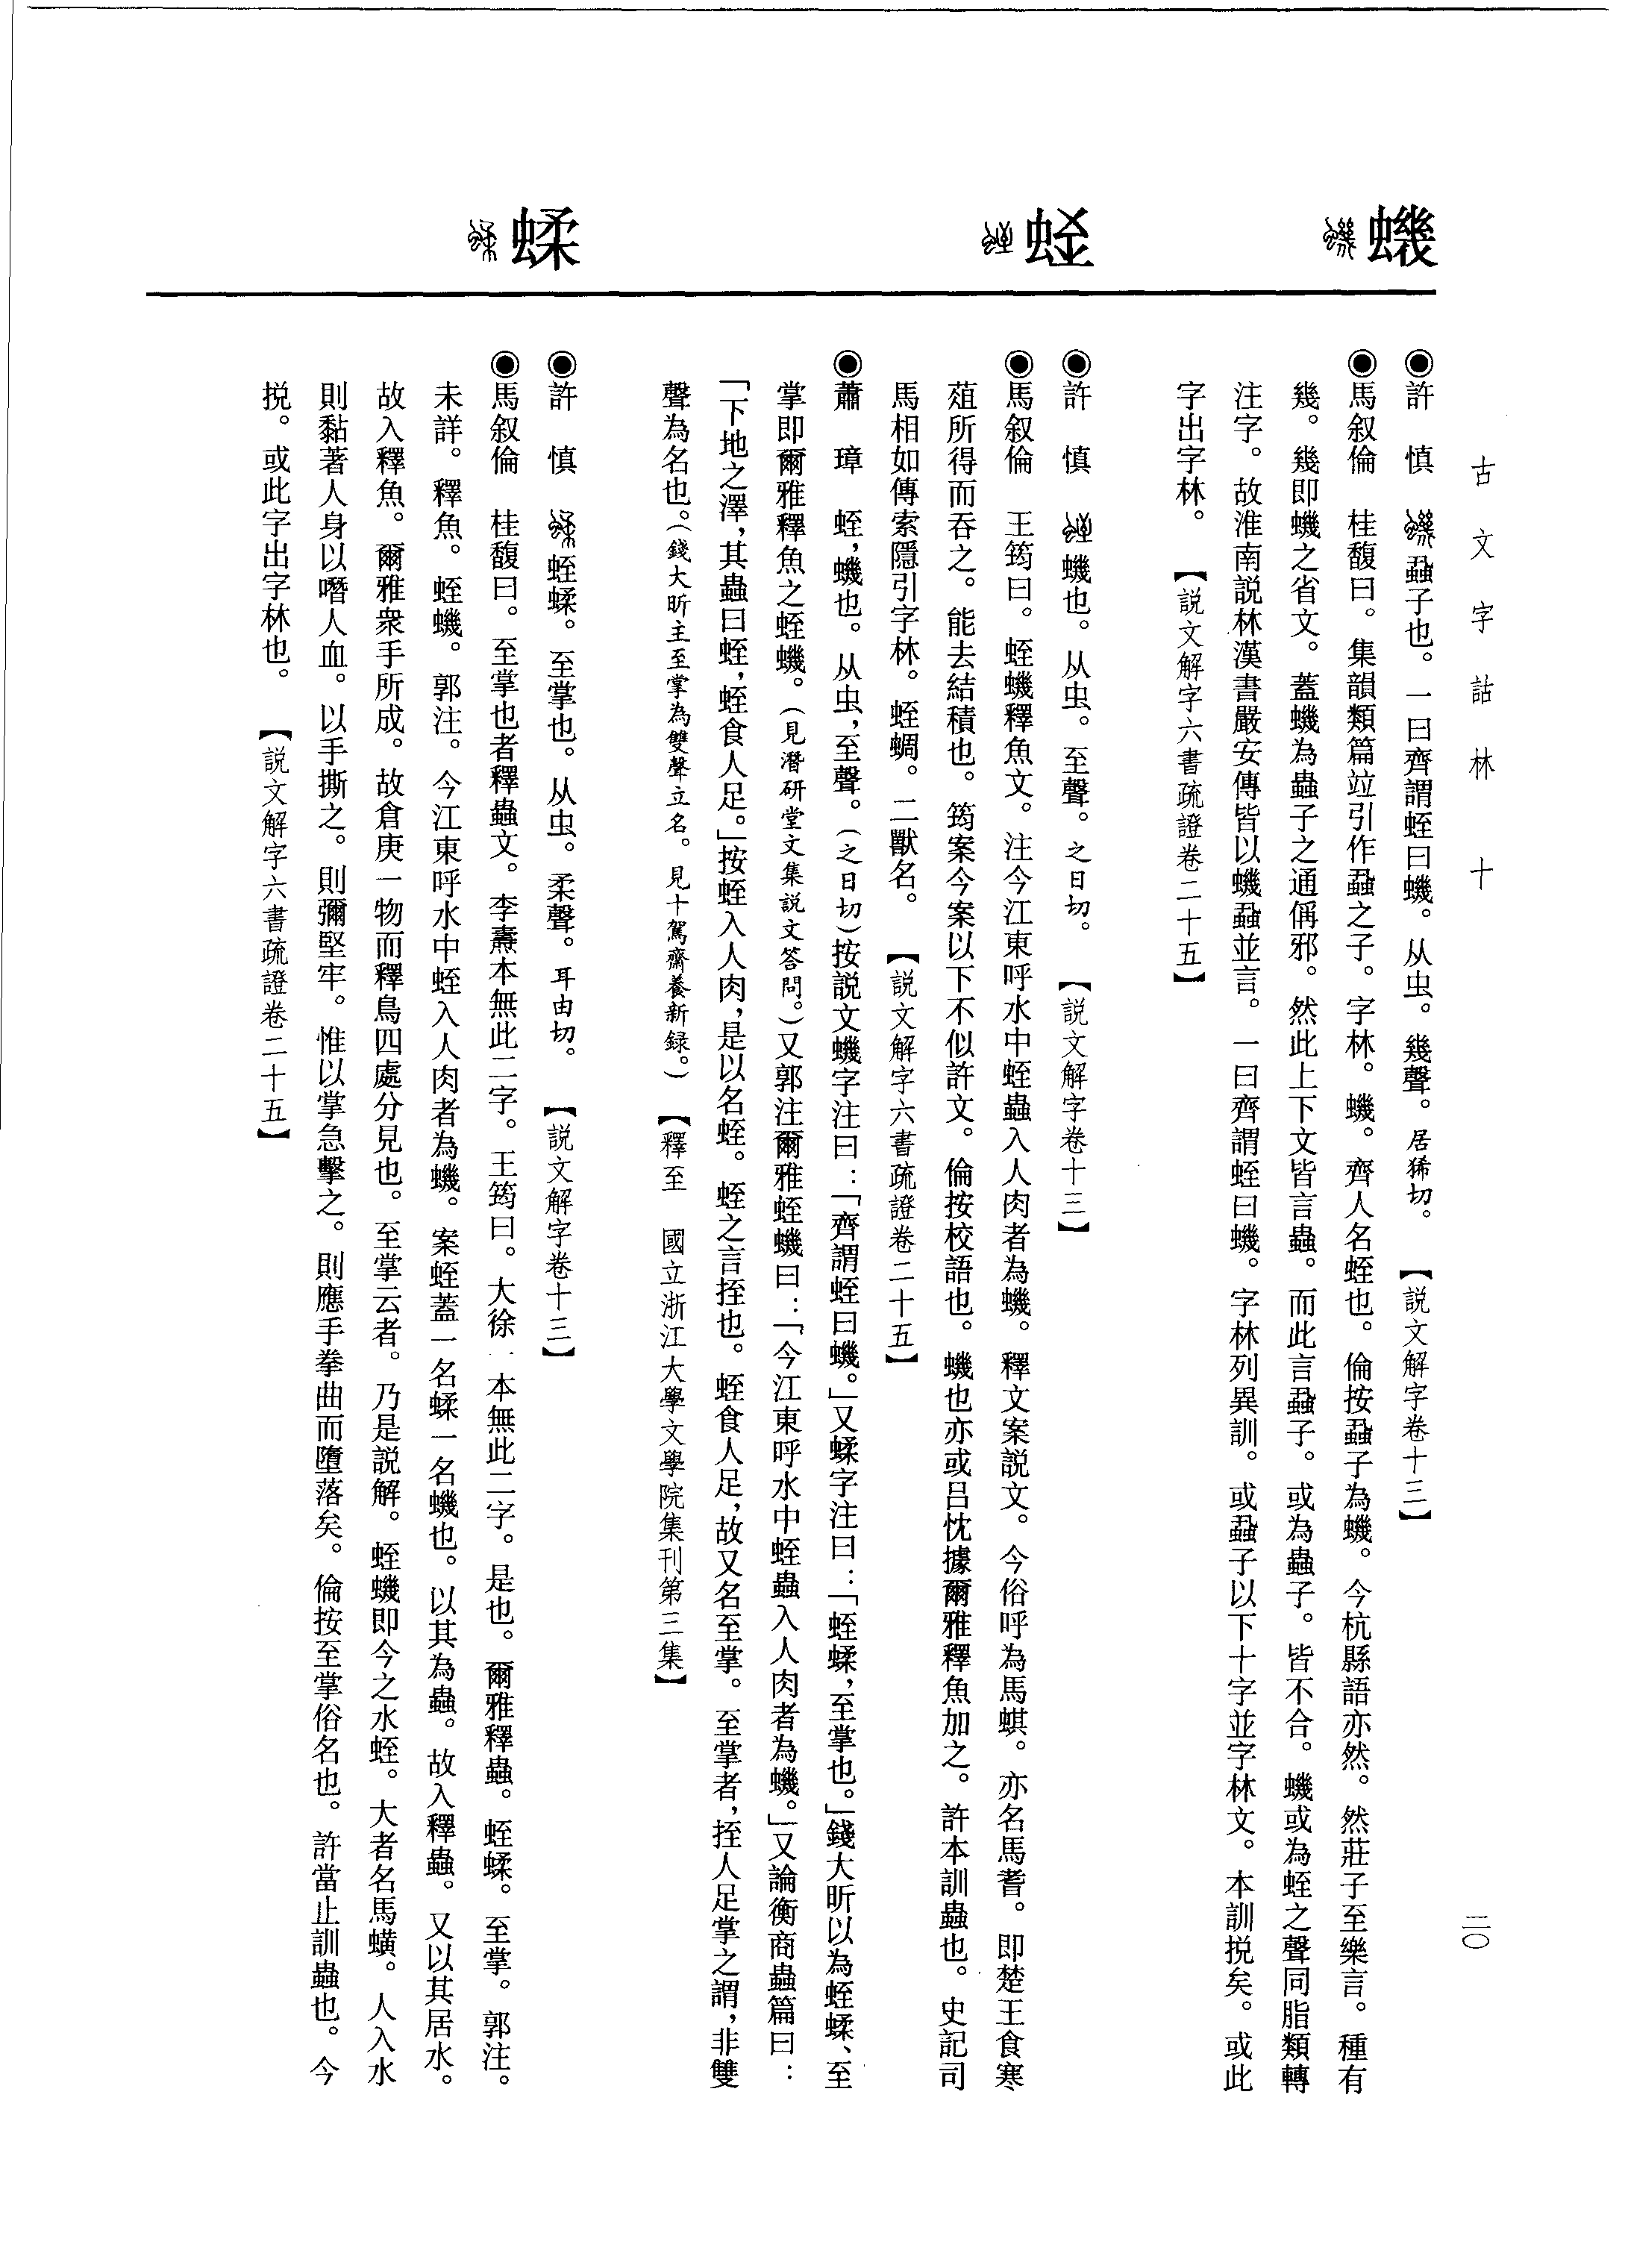 古文字詁林 十
二〇
蟣
蛭
蝚
◉許 慎 蝨子也。一曰齊謂蛭曰蟣。从虫。幾聲。居狶切。【説文解字卷十三】
◉馬叙倫 桂馥曰。集韻類篇竝引作蝨之子。字林。蟣。齊人名蛭也。倫按蝨子為蟣。今杭縣語亦然。然莊子至樂言。種有
幾。幾即蟣之省文。蓋蟣為蟲子之通偁邪。然此上下文皆言蟲。而此言蝨子。或為蟲子。皆不合。蟣或為蛭之聲同脂類轉
注字。故淮南説林漢書嚴安傳皆以蟣蝨並言。一曰齊謂蛭曰蟣。字林列異訓。或蝨子以下十字並字林文。本訓挩矣。或此
字出字林。【説文解字六書疏證卷二十五】
◉許 慎 蟣也。从虫。至聲。之日切。【説文解字卷十三】
◉馬叙倫 王筠曰。蛭蟣釋魚文。注今江東呼水中蛭蟲入人肉者為蟣。釋文案説文。今俗呼為馬蜞。亦名馬耆。即楚王食寒
菹所得而吞之。能去結積也。筠案今案以下不似許文。倫按校語也。蟣也亦或吕忱據爾雅釋魚加之。許本訓蟲也。史記司
馬相如傳索隱引字林。蛭蜩。二獸名。【説文解字六書疏證卷二十五】
◉蕭 璋 蛭，蟣也。从虫，至聲。（之日切）按説文蟣字注曰：「齊謂蛭曰蟣。」又蝚字注曰：「蛭蝚，至掌也。」錢大昕以為蛭蝚、至
掌即爾雅釋魚之蛭蟣。（見潛研堂文集説文答問。）又郭注爾雅蛭蟣曰：「今江東呼水中蛭蟲入人肉者為蟣。」又論衡商蟲篇曰：
「下地之澤，其蟲曰蛭，蛭食人足。」按蛭入人肉，是以名蛭。蛭之言挃也。蛭食人足，故又名至掌。至掌者，挃人足掌之謂，非雙
聲為名也。（錢大昕主至掌為雙聲立名。見十駕齋養新録。）【釋至 國立浙江大學文學院集刊第三集】
◉許 慎 蛭蝚。至掌也。从虫。柔聲。耳由切。【説文解字卷十三】
◉馬叙倫 桂馥曰。至掌也者釋蟲文。李燾本無此二字。王筠曰。大徐一本無此二字。是也。爾雅釋蟲。蛭蝚。至掌。郭注。
未詳。釋魚。蛭蟣。郭注。今江東呼水中蛭入人肉者為蟣。案蛭蓋一名蝚一名蟣也。以其為蟲。故入釋蟲。又以其居水。
故入釋魚。爾雅衆手所成。故倉庚一物而釋鳥四處分見也。至掌云者。乃是説解。蛭蟣即今之水蛭。大者名馬蟥。人入水
則黏著人身以噆人血。以手撕之。則彌堅牢。惟以掌急擊之。則應手拳曲而墮落矣。倫按至掌俗名也。許當止訓蟲也。今
挩。或此字出字林也。【説文解字六書疏證卷二十五】